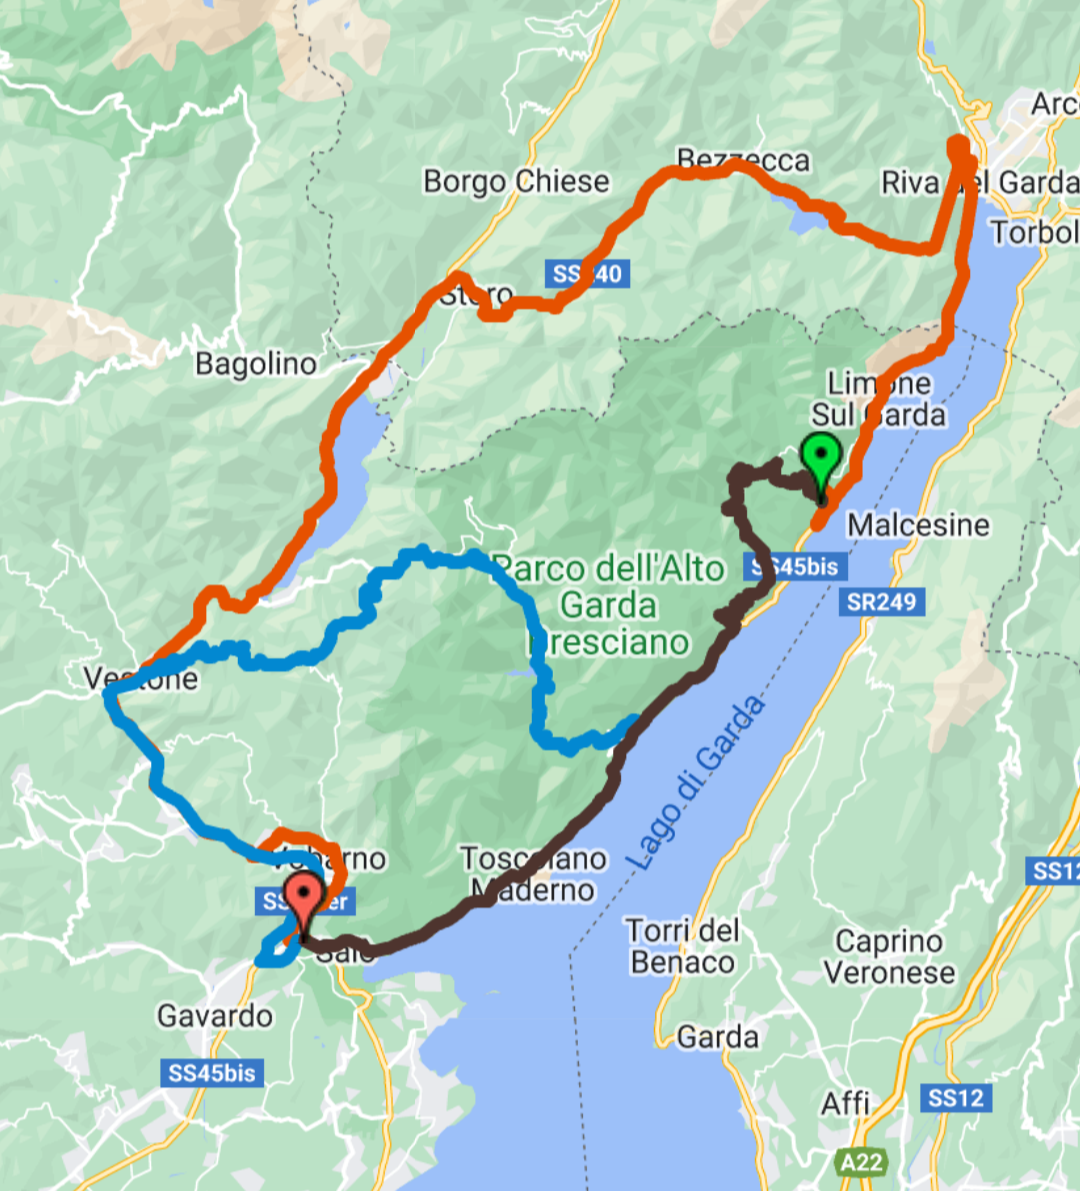 Arc
Bezzecca
Borgo Chiese
Riva del Garda
Torbol
SS240
Storo
Bagolino
Limone
Sul Garda
Malcesine
SS45bis
Parco dell'Alto
Garda
Bresciano
SR249
Vestone
Lago di Garda
Vobarno
Toscolano
Maderno
SS12
Salò
Torri del
Benaco
Caprino
Veronese
Gavardo
Garda
SS45bis
SS12
Affi
A22